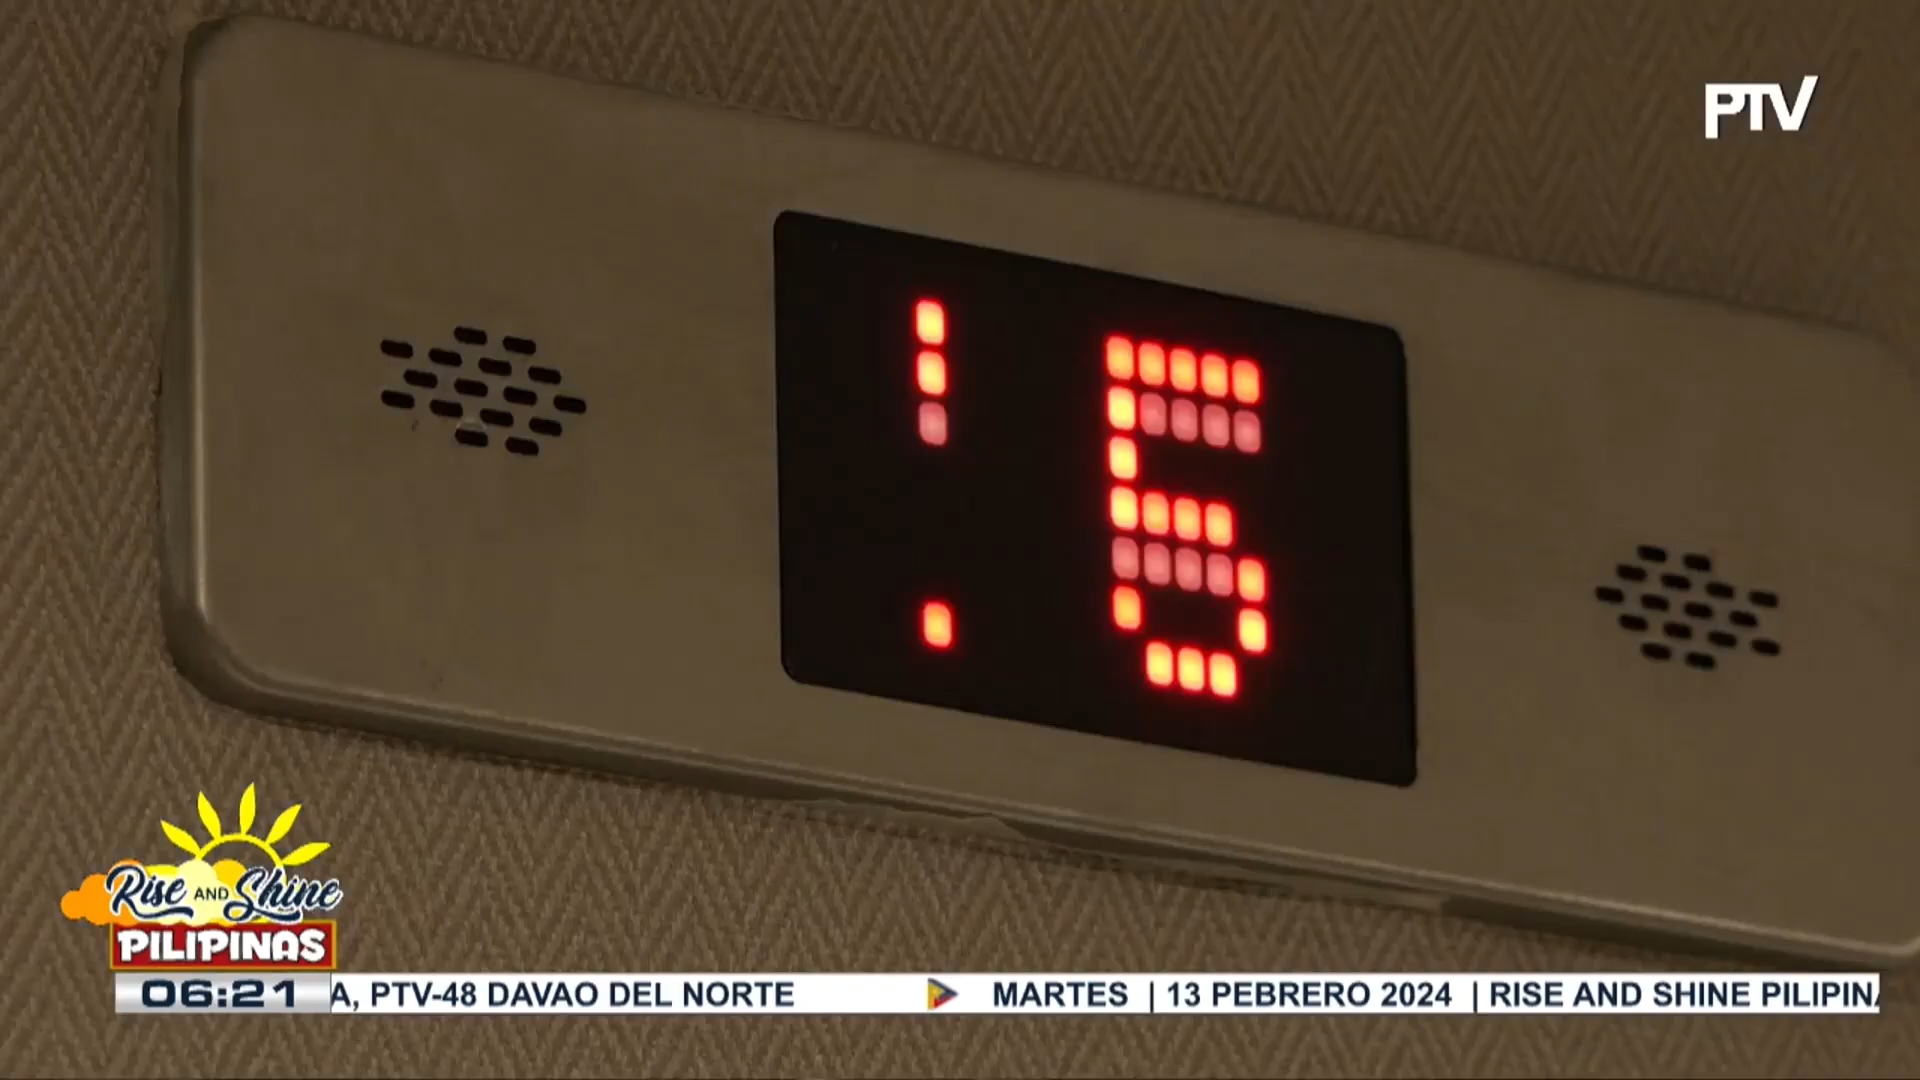 PTV
Rise AND Shine
PILIPINAS
06:21 A, PTV-48 DAVAO DEL NORTE MARTES | 13 PEBRERO 2024 | RISE AND SHINE PILIPINA